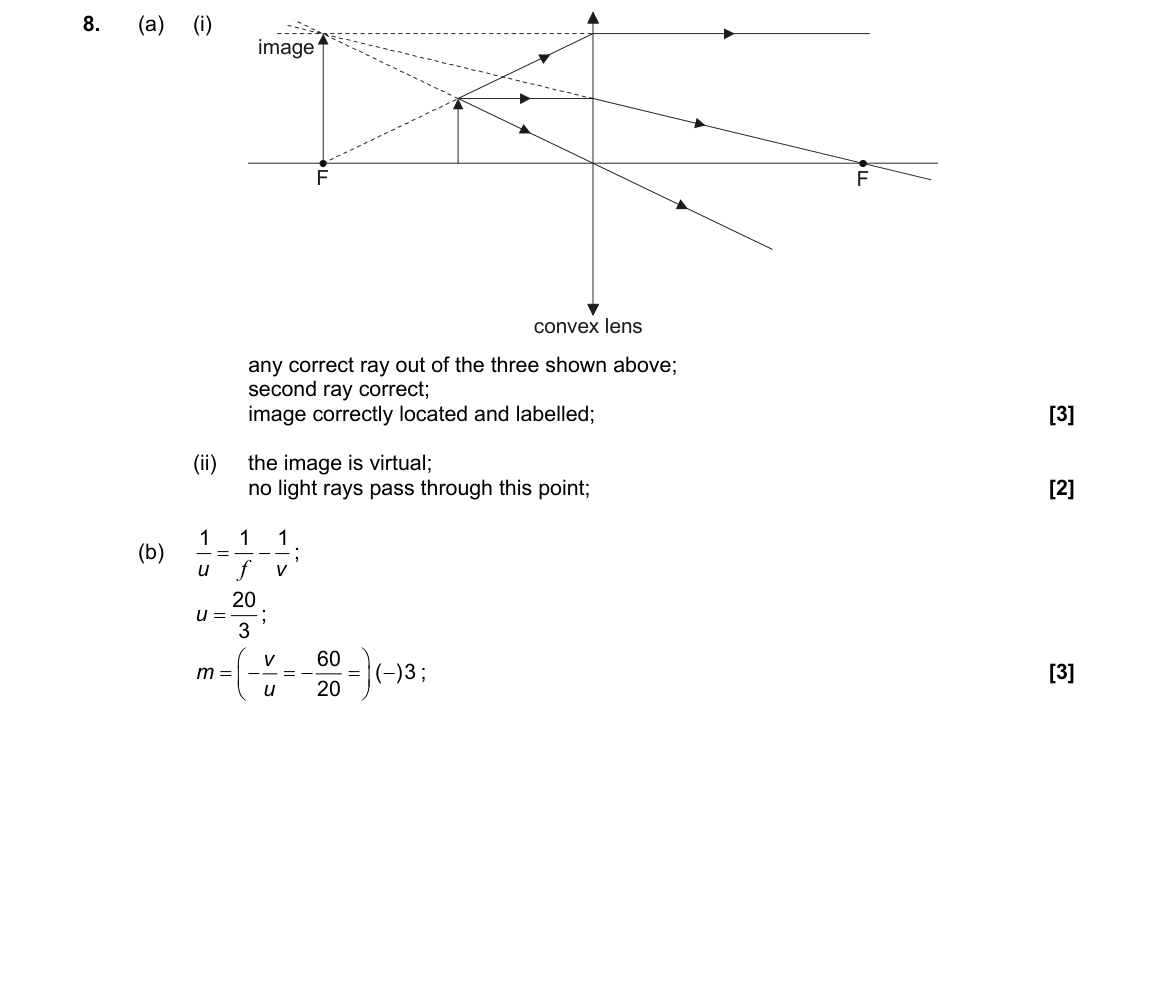 8. (a) (i)
image
F F
convex lens
any correct ray out of the three shown above;
second ray correct;
image correctly located and labelled; [3]
(ii) the image is virtual;
no light rays pass through this point; [2]
(b) 1/u = 1/f − 1/v ;
u = 20/3 ;
m = (− v/u = − 60/20 =) (−)3 ; [3]